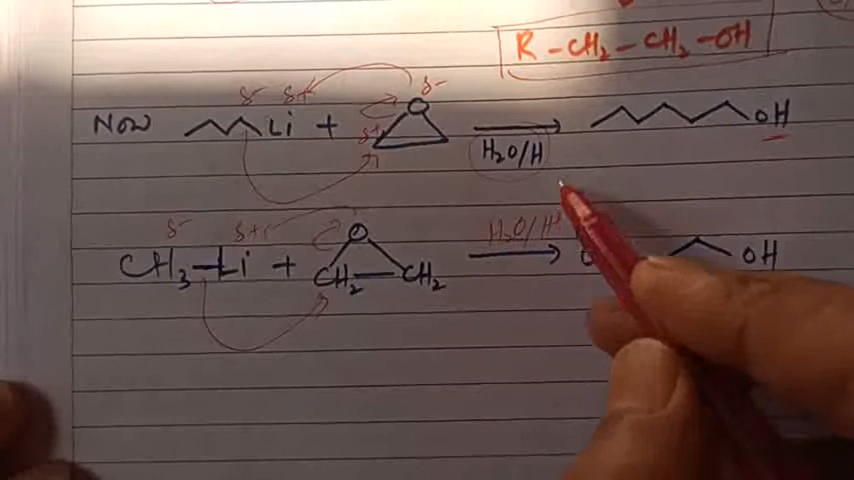 R-CH₂-CH₂-OH
δ- δ+ δ-
Now Li + O δ+ OH
H₂O/H
δ- δ+ H₂O/H⁺
CH₃-Li + O OH
CH₂ CH₂